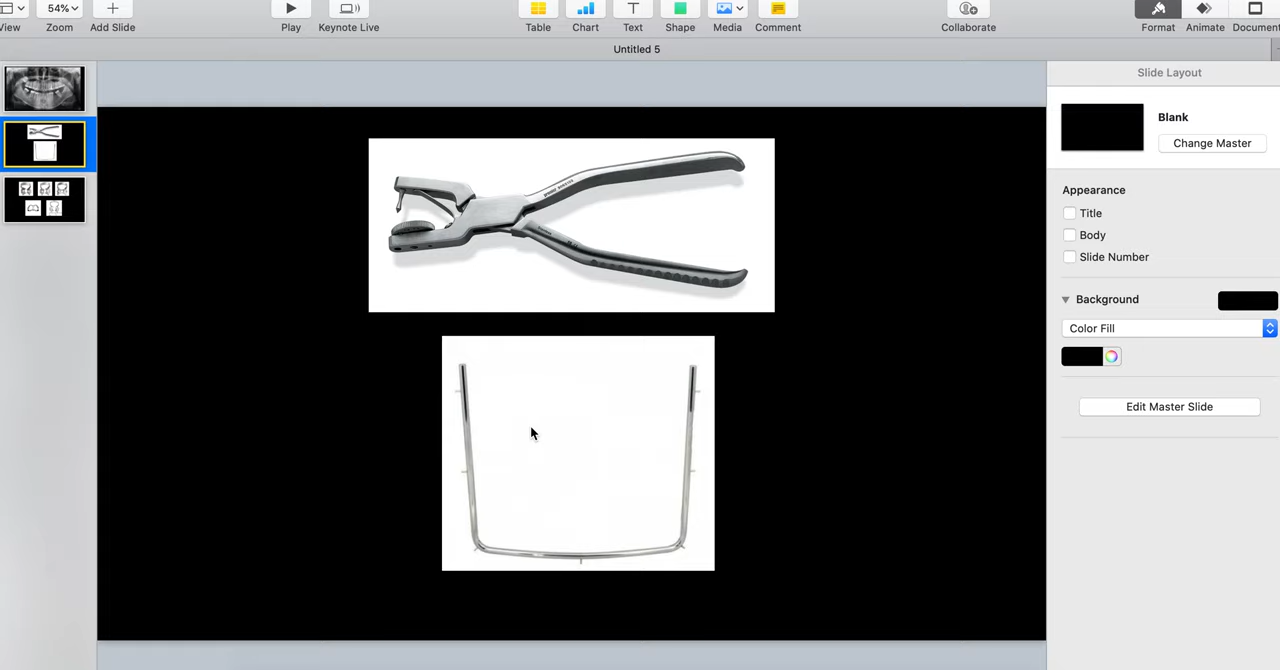 54%
View
Zoom
Add Slide
Play
Keynote Live
Table
Chart
Text
Shape
Media
Comment
Collaborate
Format
Animate
Document
Untitled 5
Slide Layout
Blank
Change Master
Appearance
Title
Body
Slide Number
Background
Color Fill
Edit Master Slide